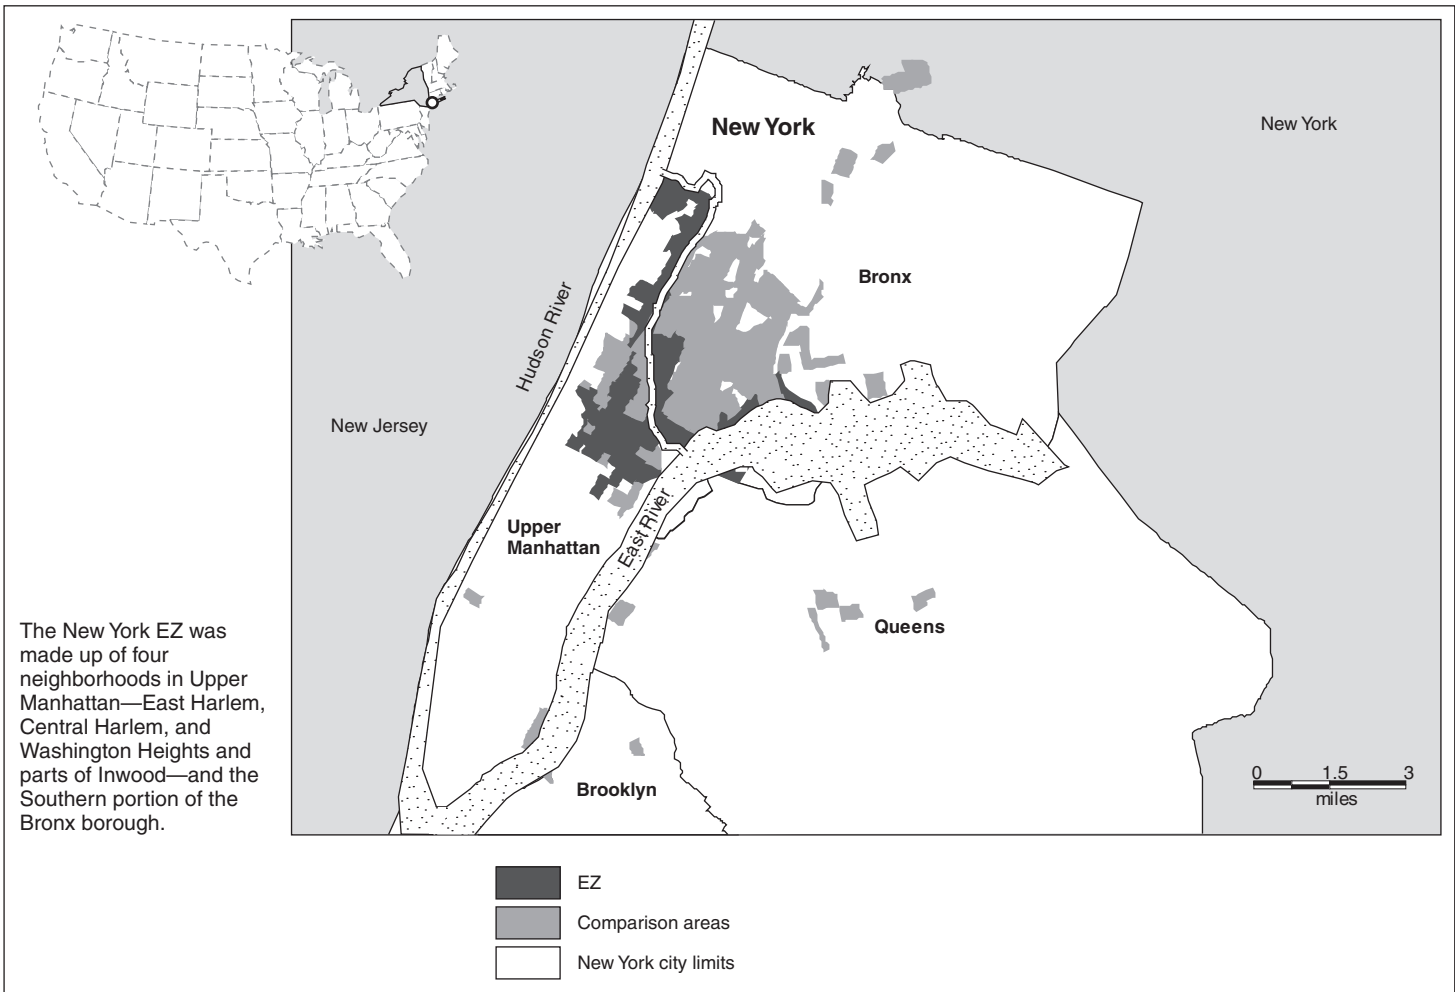 New York
New York
Bronx
Hudson River
New Jersey
East River
Upper
Manhattan
Queens
Brooklyn
The New York EZ was
made up of four
neighborhoods in Upper
Manhattan—East Harlem,
Central Harlem, and
Washington Heights and
parts of Inwood—and the
Southern portion of the
Bronx borough.
0 1.5 3
miles
EZ
Comparison areas
New York city limits